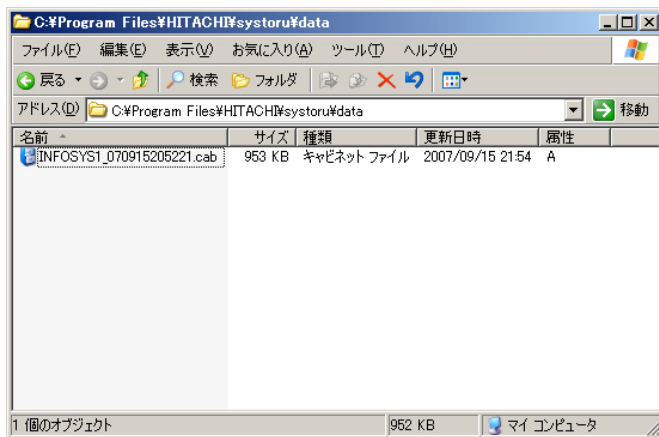 C:¥Program Files¥HITACHI¥systoru¥data
ファイル(F) 編集(E) 表示(V) お気に入り(A) ツール(T) ヘルプ(H)
戻る 検索 フォルダ
アドレス(D) C:¥Program Files¥HITACHI¥systoru¥data 移動
名前 サイズ 種類 更新日時 属性
INFOSYS1_070915205221.cab 953 KB キャビネット ファイル 2007/09/15 21:54 A
1 個のオブジェクト 952 KB マイ コンピュータ